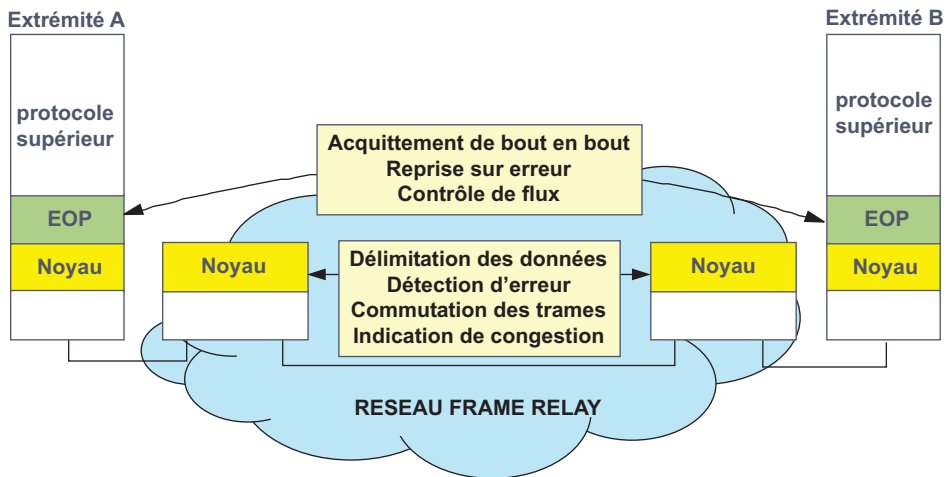 Extrémité A
Extrémité B
protocole
supérieur
protocole
supérieur
Acquittement de bout en bout
Reprise sur erreur
Contrôle de flux
EOP
EOP
Noyau
Noyau
Délimitation des données
Détection d'erreur
Commutation des trames
Indication de congestion
Noyau
Noyau
RESEAU FRAME RELAY